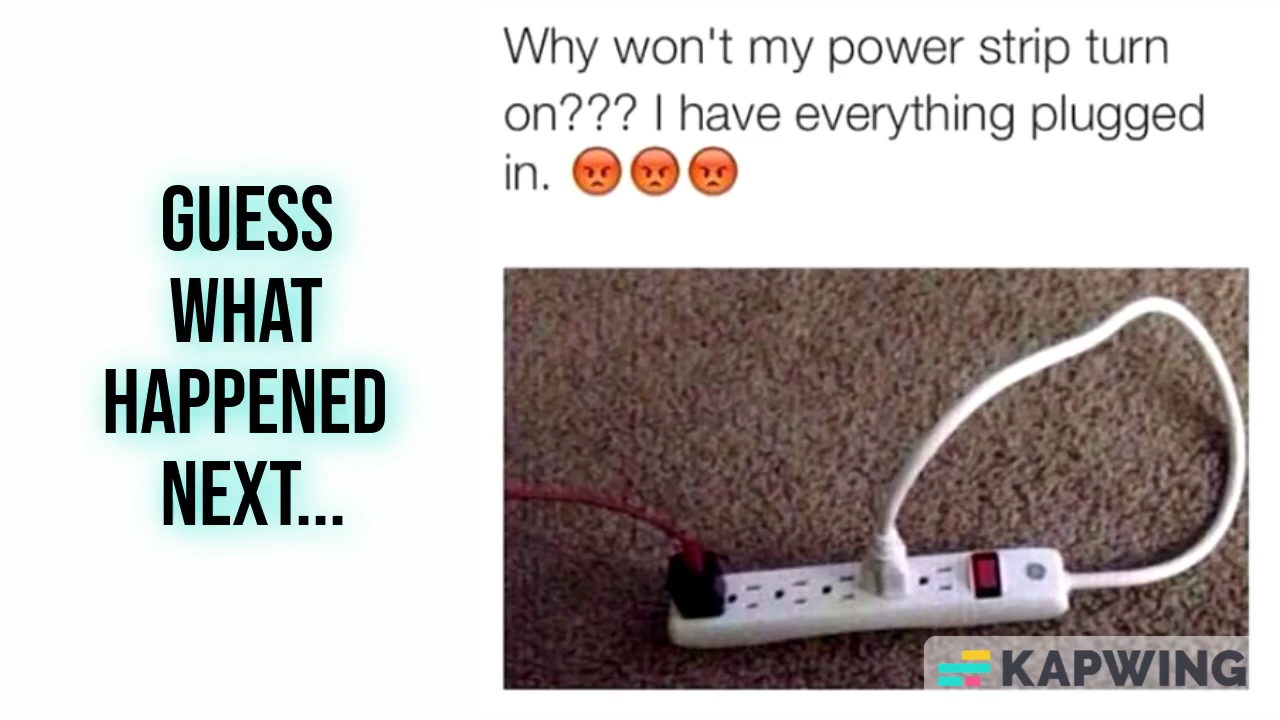 GUESS
WHAT
HAPPENED
NEXT...
Why won't my power strip turn
on??? I have everything plugged
in. 😡😡😡
KAPWING